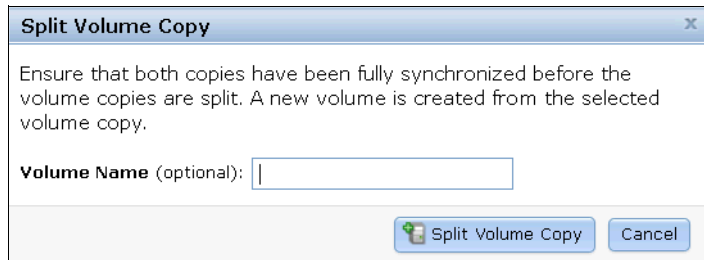 Split Volume Copy x
Ensure that both copies have been fully synchronized before the
volume copies are split. A new volume is created from the selected
volume copy.
Volume Name (optional):
Split Volume Copy Cancel